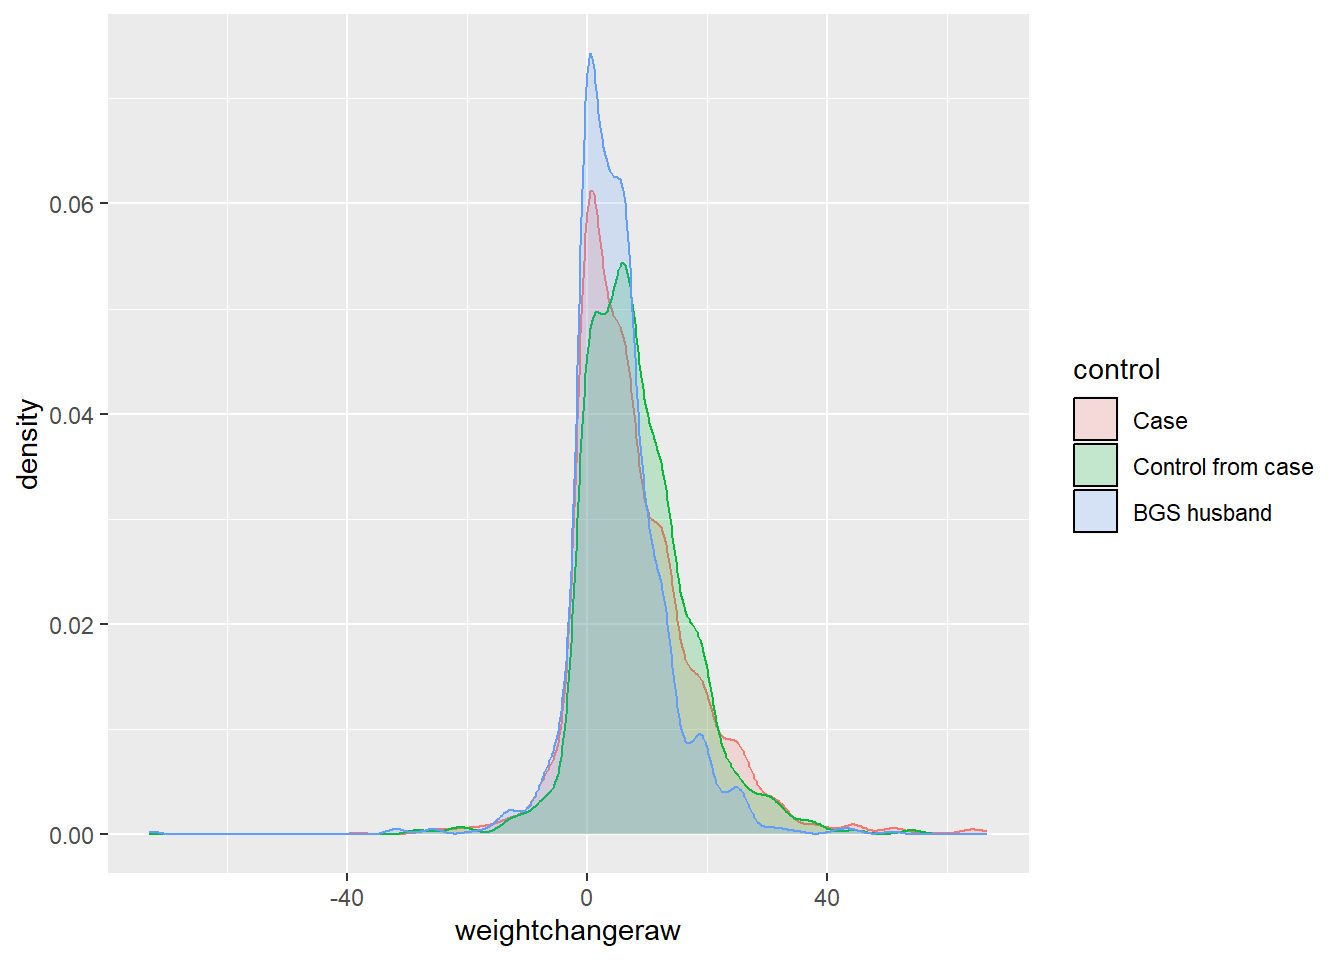 density
0.06
0.04
0.02
0.00
-40
0
40
weightchangeraw
control
Case
Control from case
BGS husband